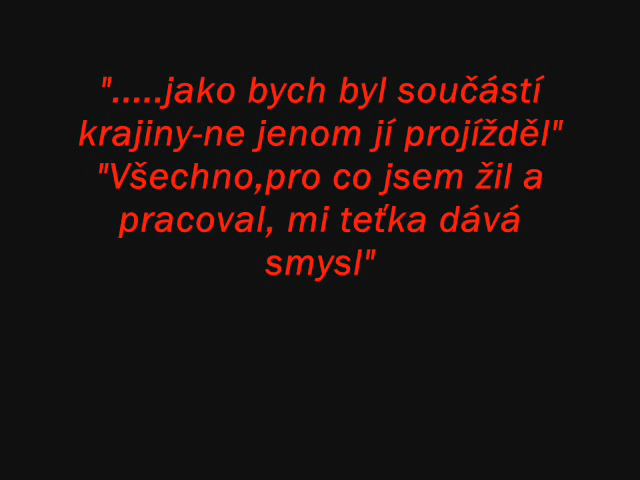 ".....jako bych byl součástí
krajiny-ne jenom jí projížděl"
"Všechno,pro co jsem žil a
pracoval, mi teťka dává
smysl"